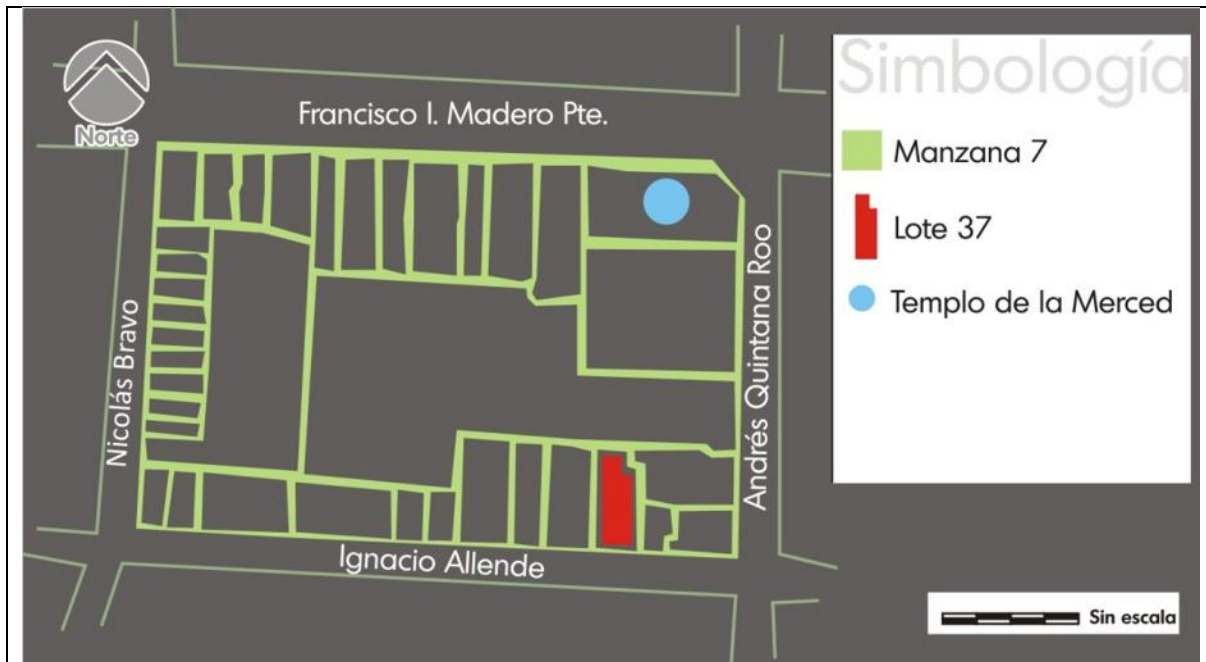 Norte
Francisco I. Madero Pte.
Nicolás Bravo
Andrés Quintana Roo
Ignacio Allende
Simbología
Manzana 7
Lote 37
Templo de la Merced
Sin escala